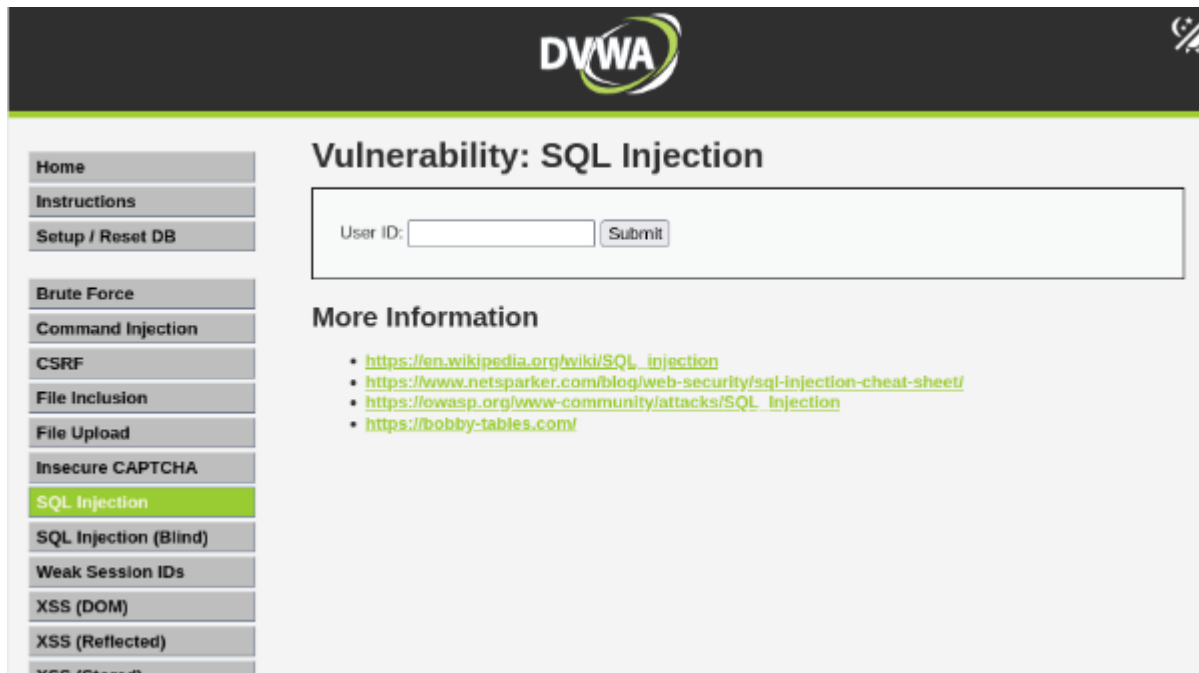 DVWA
Home
Instructions
Setup / Reset DB
Brute Force
Command Injection
CSRF
File Inclusion
File Upload
Insecure CAPTCHA
SQL Injection
SQL Injection (Blind)
Weak Session IDs
XSS (DOM)
XSS (Reflected)
XSS (Stored)
Vulnerability: SQL Injection
User ID: Submit
More Information
https://en.wikipedia.org/wiki/SQL_injection
https://www.netsparker.com/blog/web-security/sql-injection-cheat-sheet/
https://owasp.org/www-community/attacks/SQL_Injection
https://bobby-tables.com/